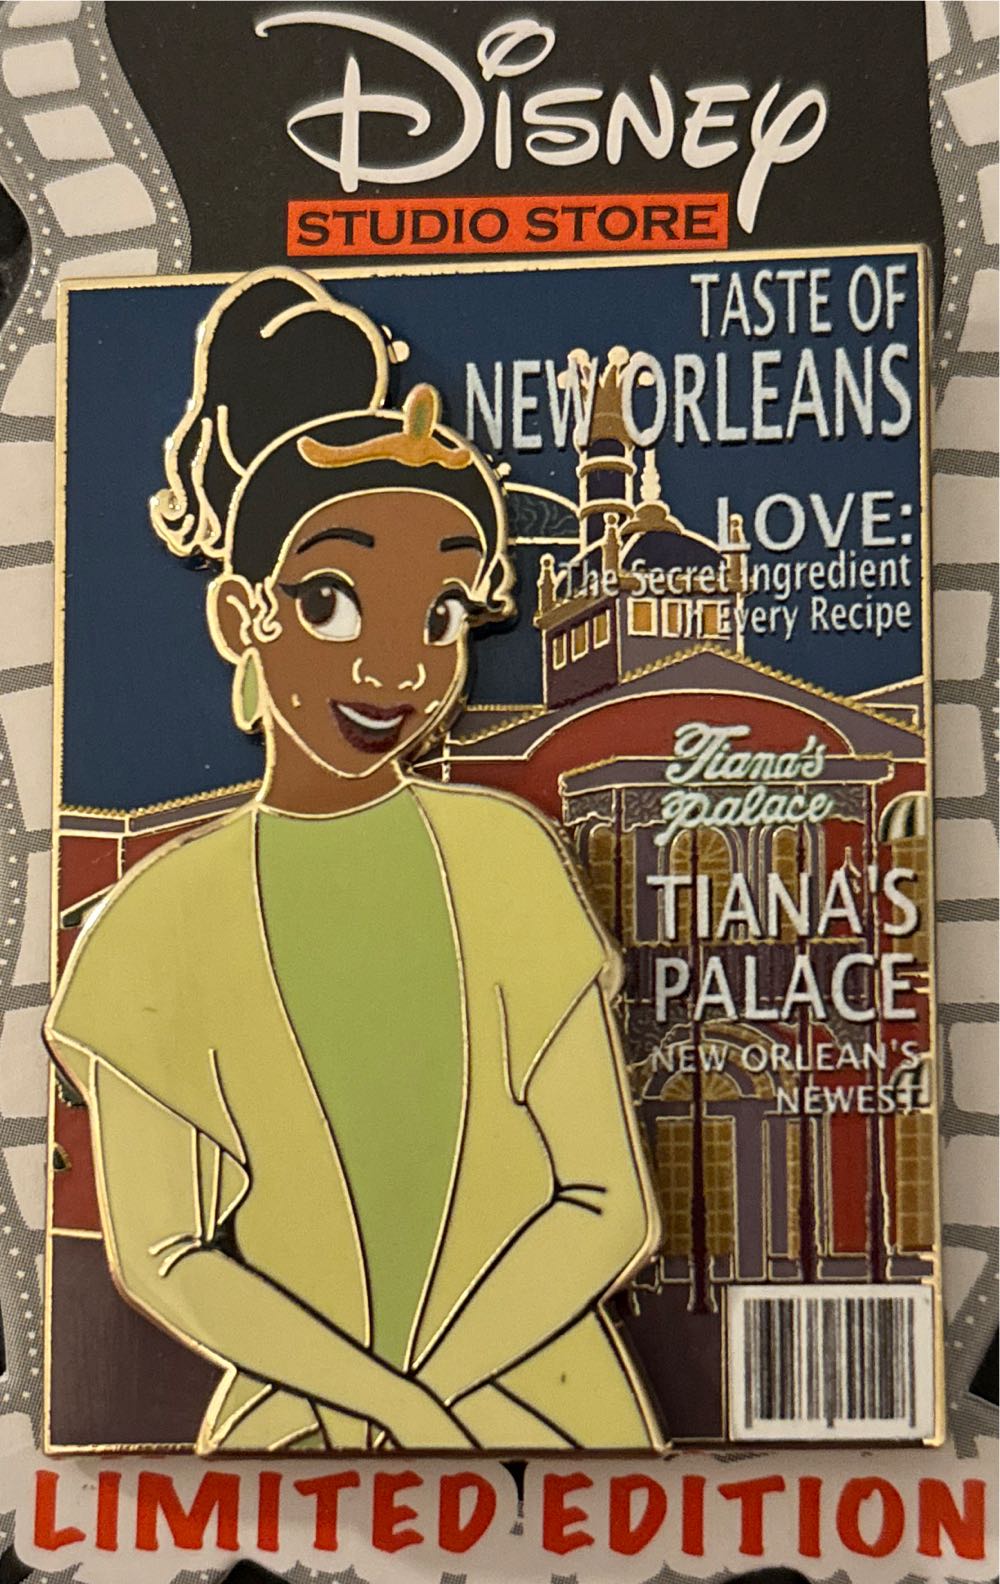 Disney
STUDIO STORE
TASTE OF
NEW ORLEANS
LOVE:
The Secret Ingredient
In Every Recipe
Tiana's
Palace
TIANA'S
PALACE
NEW ORLEAN'S
NEWEST
LIMITED EDITION